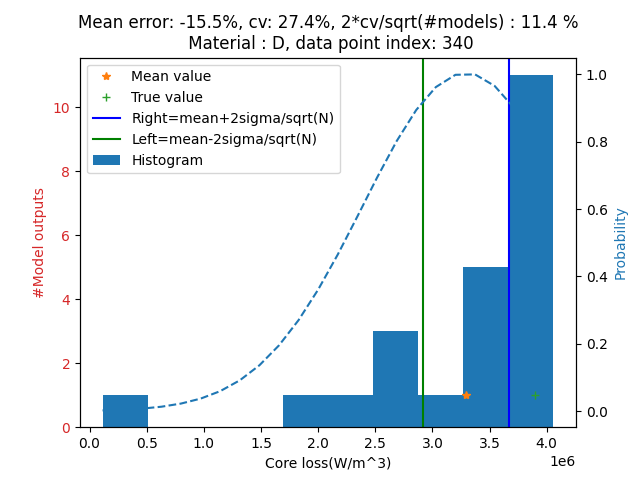 Mean error: -15.5%, cv: 27.4%, 2*cv/sqrt(#models) : 11.4 %
Material : D, data point index: 340
Mean value
True value
Right=mean+2sigma/sqrt(N)
Left=mean-2sigma/sqrt(N)
Histogram
#Model outputs
10
8
6
4
2
0
Probability
1.0
0.8
0.6
0.4
0.2
0.0
0.0 0.5 1.0 1.5 2.0 2.5 3.0 3.5 4.0
1e6
Core loss(W/m^3)